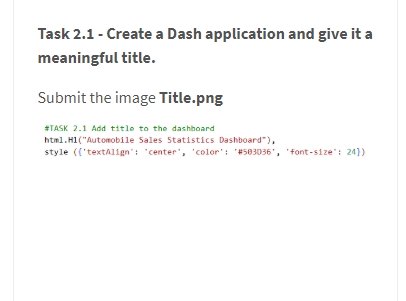 Task 2.1 - Create a Dash application and give it a
meaningful title.
Submit the image Title.png
#TASK 2.1 Add title to the dashboard
html.H1("Automobile Sales Statistics Dashboard"),
style ({'textAlign': 'center', 'color': '#503D36', 'font-size': 24})